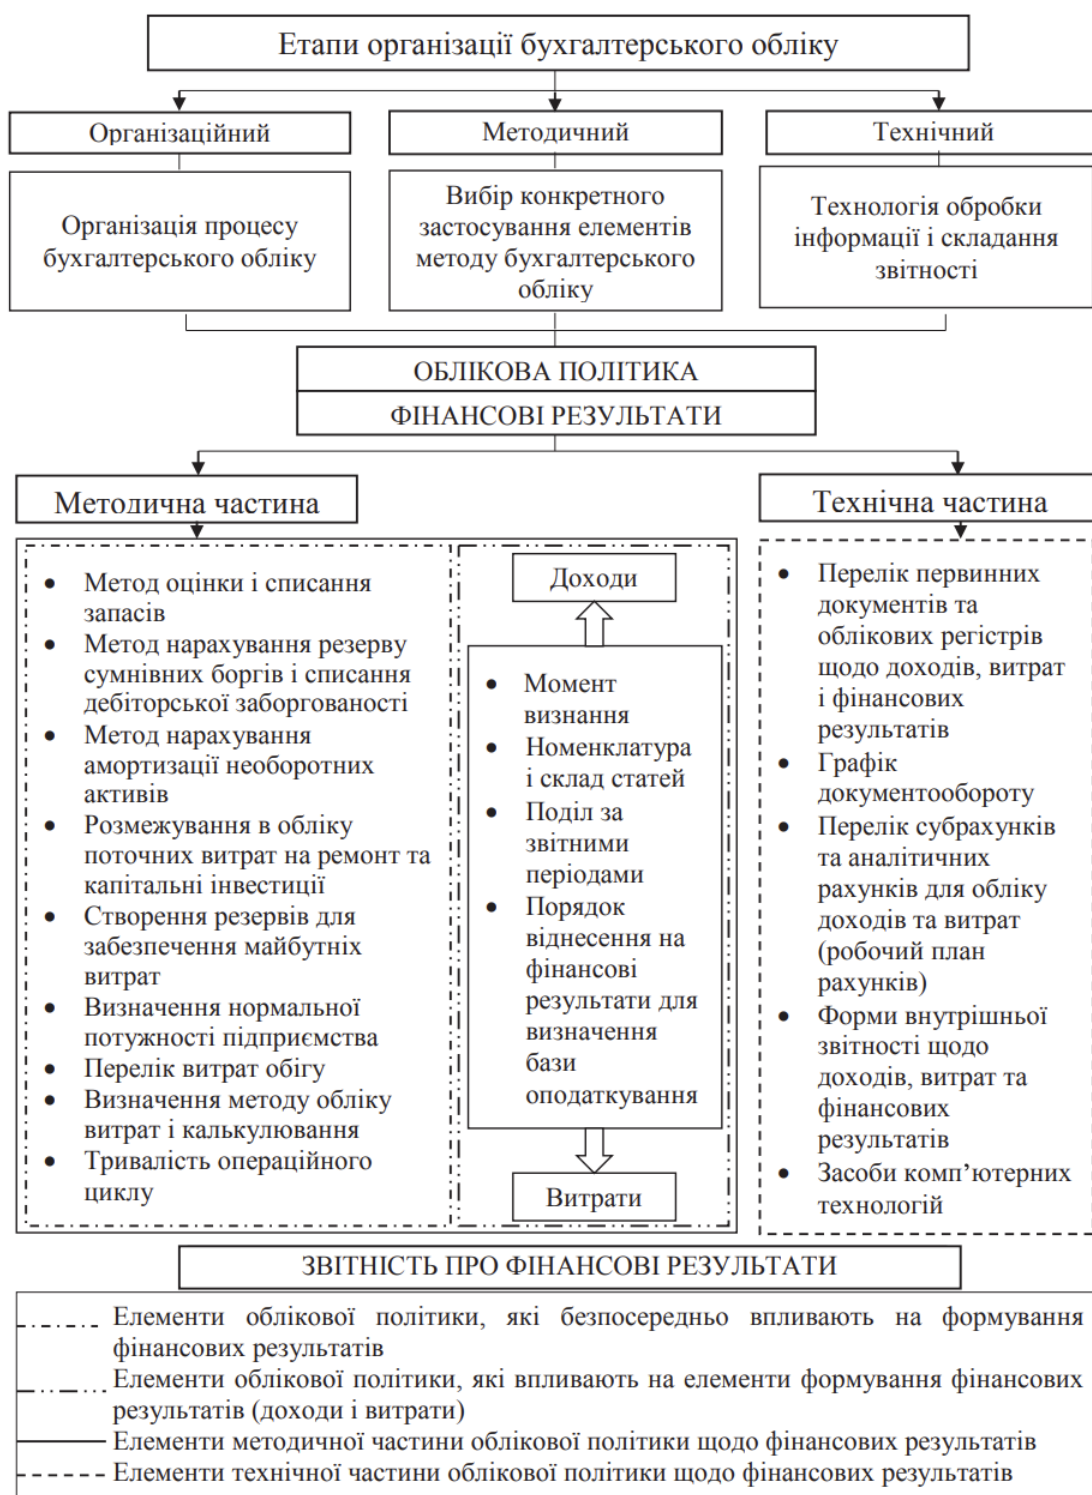 Етапи організації бухгалтерського обліку
Організаційний
Методичний
Технічний
Організація процесу
бухгалтерського обліку
Вибір конкретного
застосування елементів
методу бухгалтерського
обліку
Технологія обробки
інформації і складання
звітності
ОБЛІКОВА ПОЛІТИКА
ФІНАНСОВІ РЕЗУЛЬТАТИ
Методична частина
Технічна частина
• Метод оцінки і списання
запасів
• Метод нарахування резерву
сумнівних боргів і списання
дебіторської заборгованості
• Метод нарахування
амортизації необоротних
активів
• Розмежування в обліку
поточних витрат на ремонт та
капітальні інвестиції
• Створення резервів для
забезпечення майбутніх
витрат
• Визначення нормальної
потужності підприємства
• Перелік витрат обігу
• Визначення методу обліку
витрат і калькулювання
• Тривалість операційного
циклу
Доходи
• Момент
визнання
• Номенклатура
і склад статей
• Поділ за
звітними
періодами
• Порядок
віднесення на
фінансові
результати для
визначення
бази
оподаткування
Витрати
• Перелік первинних
документів та
облікових регістрів
щодо доходів, витрат
і фінансових
результатів
• Графік
документообороту
• Перелік субрахунків
та аналітичних
рахунків для обліку
доходів та витрат
(робочий план
рахунків)
• Форми внутрішньої
звітності щодо
доходів, витрат та
фінансових
результатів
• Засоби комп’ютерних
технологій
ЗВІТНІСТЬ ПРО ФІНАНСОВІ РЕЗУЛЬТАТИ
Елементи облікової політики, які безпосередньо впливають на формування
фінансових результатів
Елементи облікової політики, які впливають на елементи формування фінансових
результатів (доходи і витрати)
Елементи методичної частини облікової політики щодо фінансових результатів
Елементи технічної частини облікової політики щодо фінансових результатів